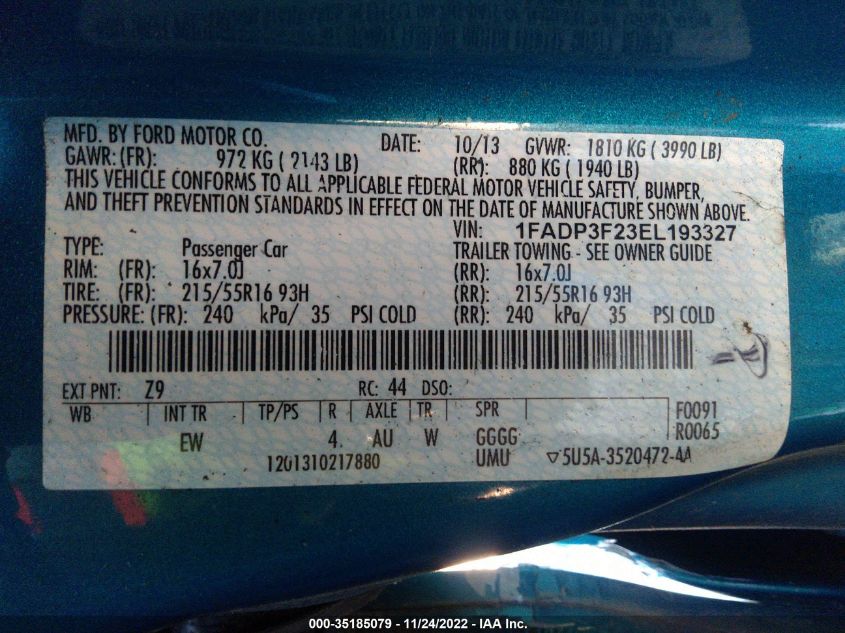 MFD. BY FORD MOTOR CO. DATE: 10/13 GVWR: 1810 KG ( 3990 LB)
GAWR: (FR): 972 KG ( 2143 LB) (RR): 880 KG ( 1940 LB)
THIS VEHICLE CONFORMS TO ALL APPLICABLE FEDERAL MOTOR VEHICLE SAFETY, BUMPER,
AND THEFT PREVENTION STANDARDS IN EFFECT ON THE DATE OF MANUFACTURE SHOWN ABOVE.
VIN: 1FADP3F23EL193327
TYPE: Passenger Car TRAILER TOWING - SEE OWNER GUIDE
RIM: (FR): 16x7.0J (RR): 16x7.0J
TIRE: (FR): 215/55R16 93H (RR): 215/55R16 93H
PRESSURE: (FR): 240 kPa/ 35 PSI COLD (RR): 240 kPa/ 35 PSI COLD
EXT PNT: Z9 RC: 44 DSO:
WB INT TR TP/PS R AXLE TR SPR F0091
EW 4 AU W GGGG R0065
1201310217880 UMU ▽5U5A-3520472-AA
000-35185079 - 11/24/2022 - IAA Inc.